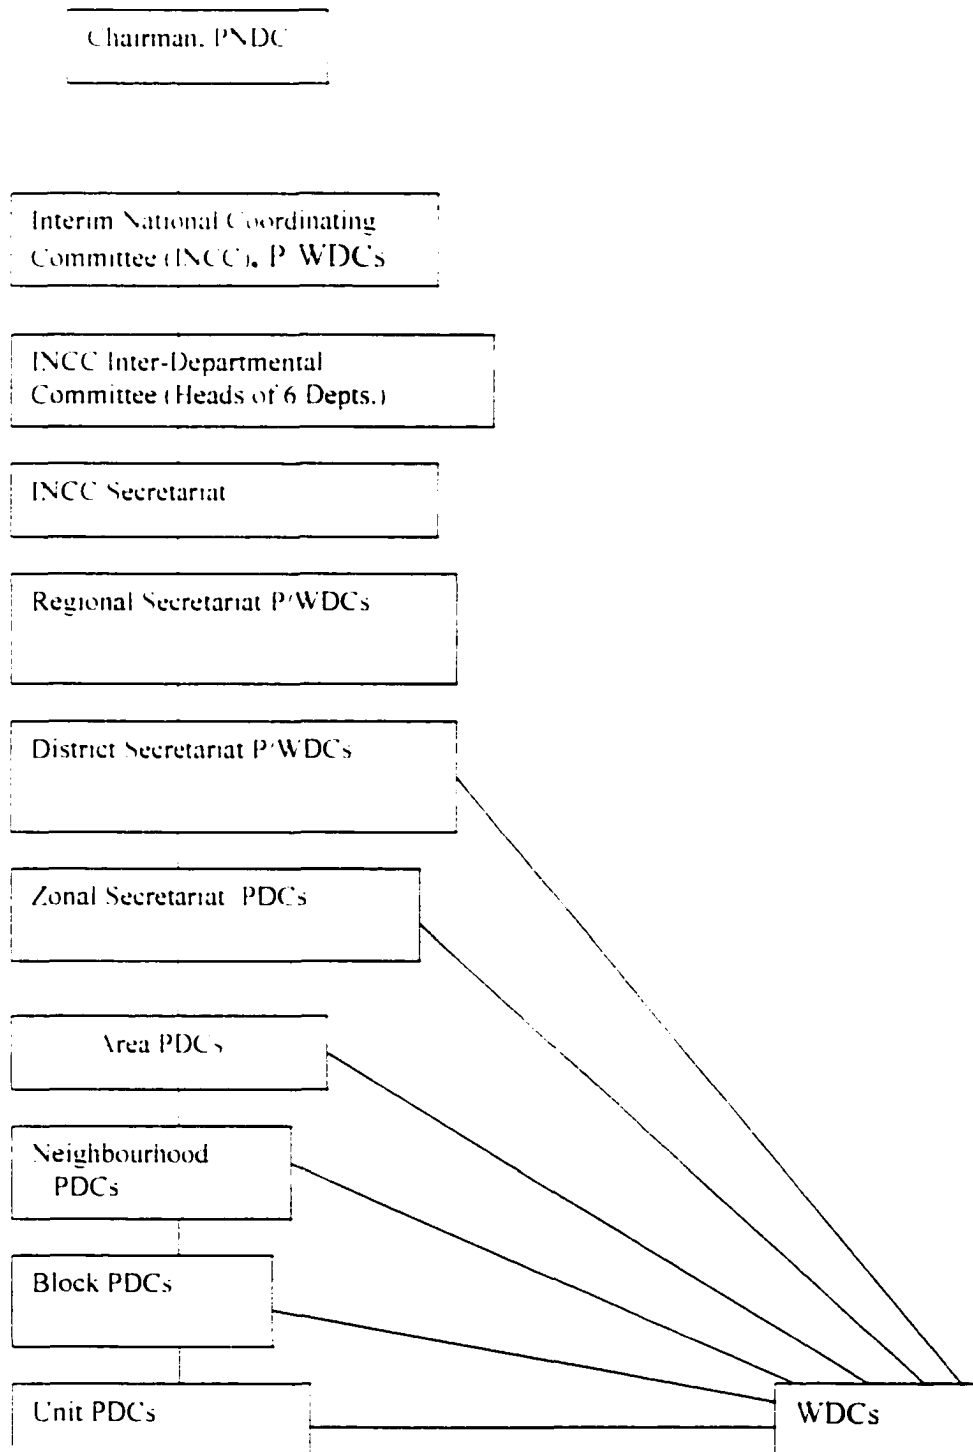 Chairman, PNDC
Interim National Coordinating
Committee (INCC), P WDCs
INCC Inter-Departmental
Committee (Heads of 6 Depts.)
INCC Secretariat
Regional Secretariat P/WDCs
District Secretariat P/WDCs
Zonal Secretariat PDCs
Area PDCs
Neighbourhood
PDCs
Block PDCs
Unit PDCs
WDCs